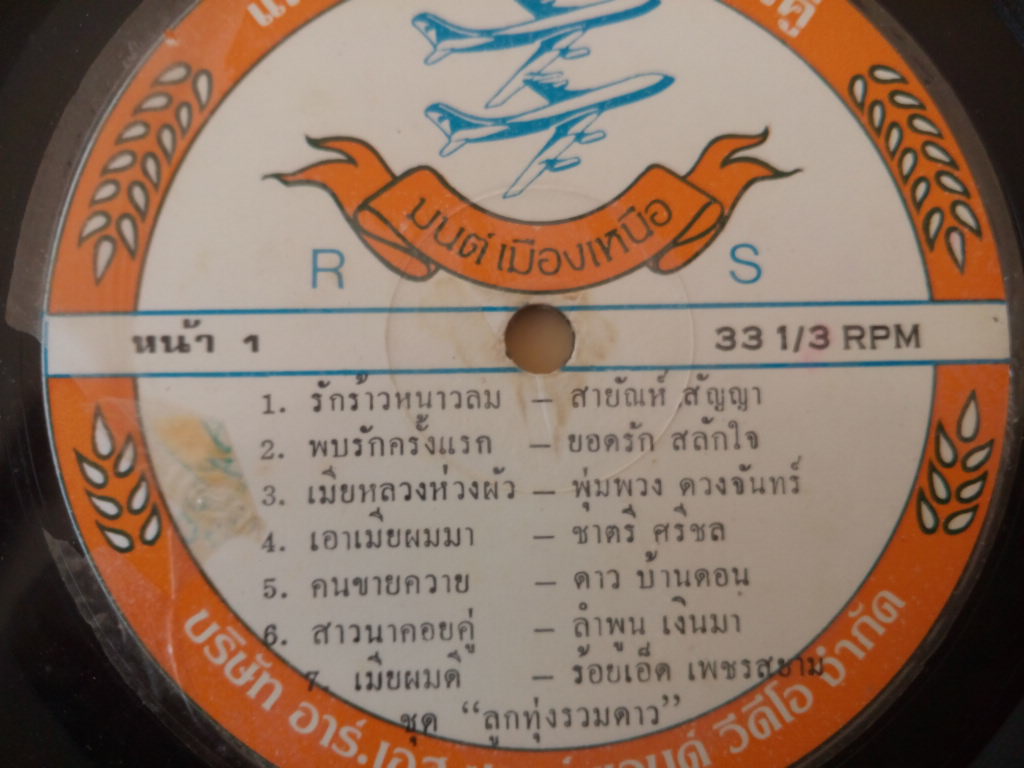 มนต์เมืองเหนือ
R S
หน้า 1 33 1/3 RPM
1. รักร้าวหนาวลม – สายัณห์ สัญญา
2. พบรักครั้งแรก – ยอดรัก สลักใจ
3. เมียหลวงห่วงผัว – พุ่มพวง ดวงจันทร์
4. เอาเมียผมมา – ชาตรี ศรีชล
5. คนขายควาย – ดาว บ้านดอน
6. สาวนาคอยคู่ – ลำพูน เงินมา
7. เมียผมดี – ร้อยเอ็ด เพชรสยาม
ชุด “ลูกทุ่งรวมดาว”
บริษัท อาร์.เอส วีดีโอ จำกัด